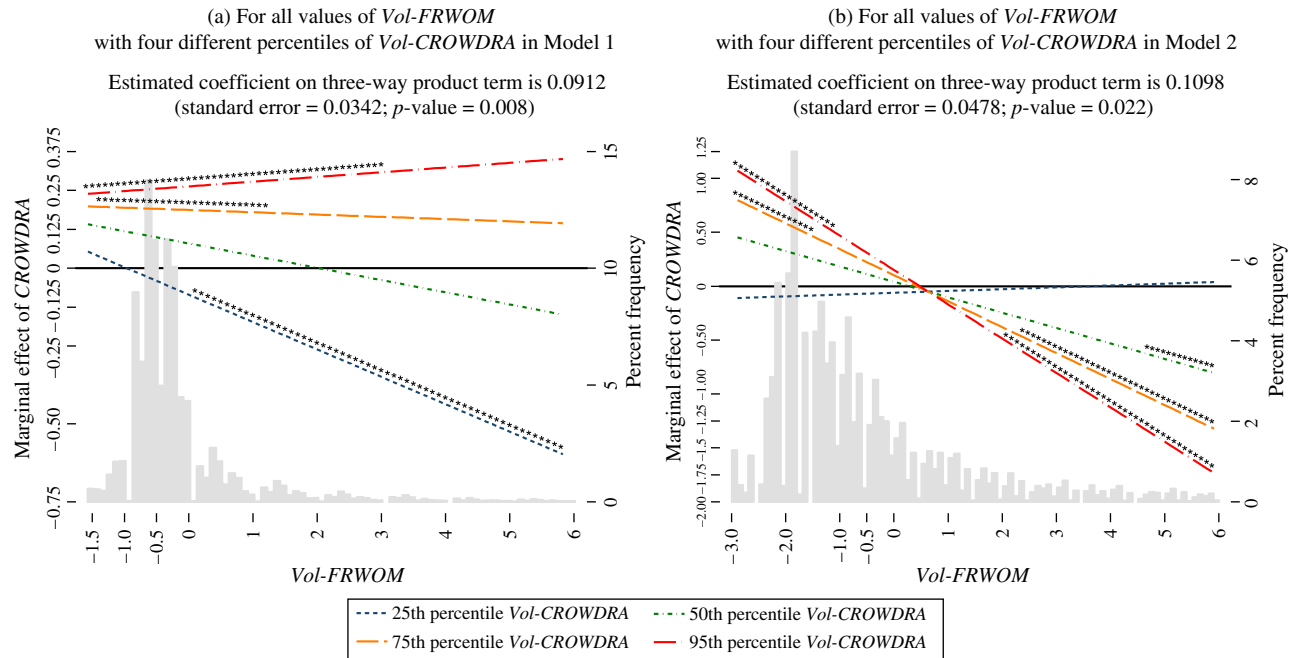 (a) For all values of Vol-FRWOM
with four different percentiles of Vol-CROWDRA in Model 1
Estimated coefficient on three-way product term is 0.0912
(standard error = 0.0342; p-value = 0.008)
Marginal effect of CROWDRA
0.375
0.25
0.125
0
−0.125
−0.25
−0.50
−0.75
15
10
5
0
Percent frequency
−1.5
−1.0
−0.5
0
1
2
3
4
5
6
Vol-FRWOM
(b) For all values of Vol-FRWOM
with four different percentiles of Vol-CROWDRA in Model 2
Estimated coefficient on three-way product term is 0.1098
(standard error = 0.0478; p-value = 0.022)
Marginal effect of CROWDRA
1.25
1.00
0.50
0
−0.50
−1.00
−1.25
−1.50
−1.75
−2.00
8
6
4
2
0
Percent frequency
−3.0
−2.0
−1.0
−0.5
0
1
2
3
4
5
6
Vol-FRWOM
25th percentile Vol-CROWDRA
50th percentile Vol-CROWDRA
75th percentile Vol-CROWDRA
95th percentile Vol-CROWDRA